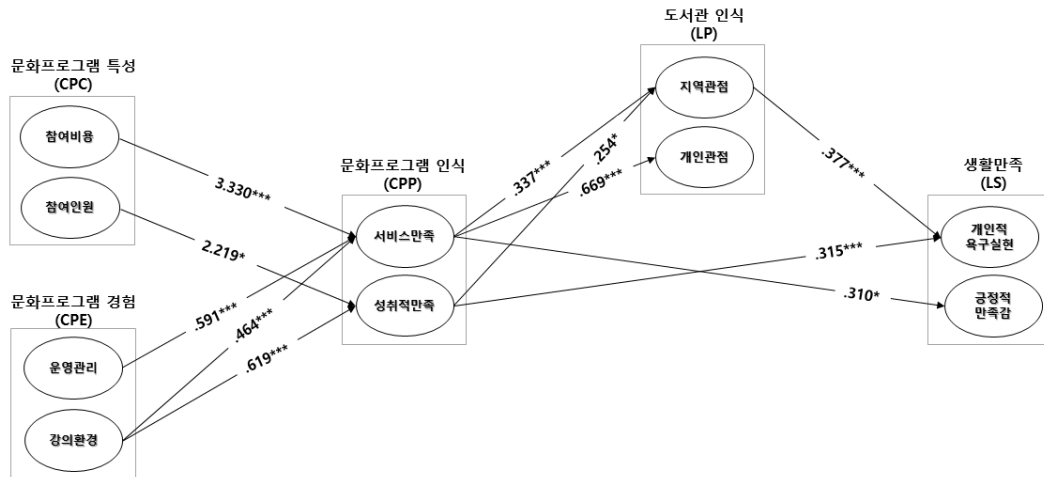 도서관 인식
(LP)
지역관점
개인관점
문화프로그램 특성
(CPC)
참여비용
참여인원
문화프로그램 인식
(CPP)
서비스만족
성취적만족
생활만족
(LS)
개인적
욕구실현
긍정적
만족감
문화프로그램 경험
(CPE)
운영관리
강의환경
3.330***
2.219*
.591***
.464***
.619***
.337***
.254*
.669***
.377***
.315***
.310*